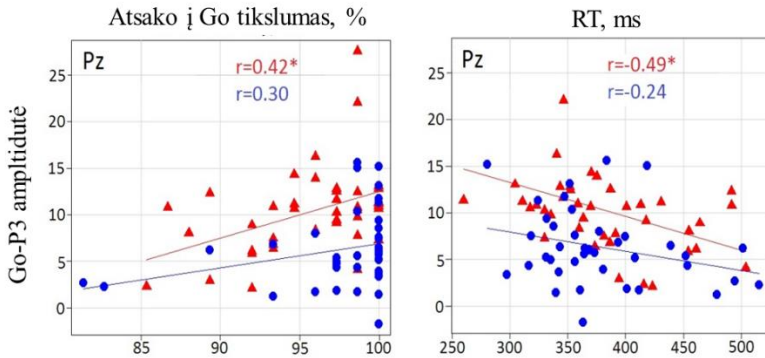 Atsako į Go tikslumas, %
RT, ms
Go-P3 ampltidutė
Pz
r=0.42*
r=0.30
25
20
15
10
5
0
85
90
95
100
Pz
r=-0.49*
r=-0.24
25
20
15
10
5
0
250
300
350
400
450
500